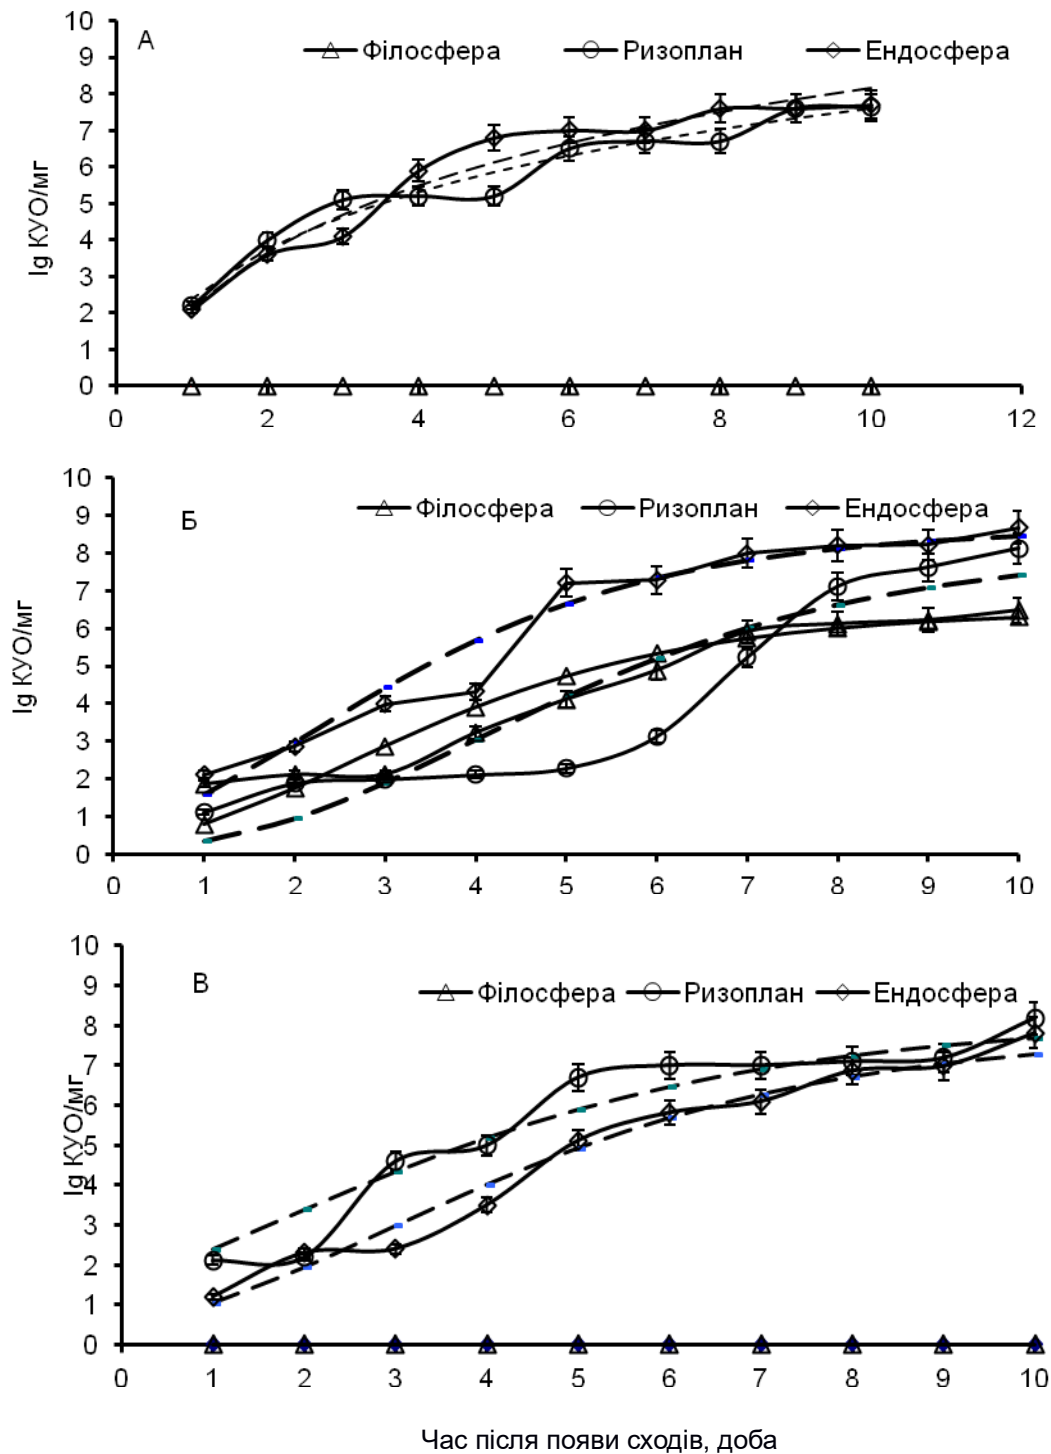 10
А
Філосфера Ризоплан Ендосфера
9
8
7
6
5
4
3
2
1
0
lg КУО/мг
0 2 4 6 8 10 12
10
Б
Філосфера Ризоплан Ендосфера
9
8
7
6
5
4
3
2
1
0
lg КУО/мг
0 1 2 3 4 5 6 7 8 9 10
10
В
Філосфера Ризоплан Ендосфера
9
8
7
6
5
4
3
2
1
0
lg КУО/мг
0 1 2 3 4 5 6 7 8 9 10
Час після появи сходів, доба